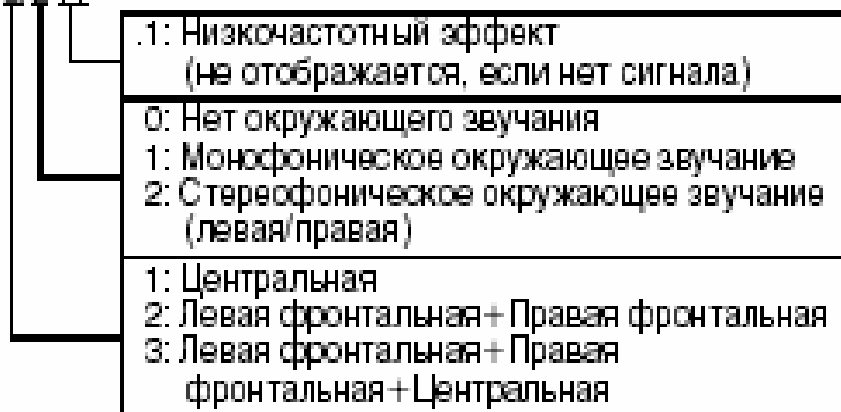 .1: Низкочастотный эффект
(не отображается, если нет сигнала)
0: Нет окружающего звучания
1: Монофоническое окружающее звучание
2: Стереофоническое окружающее звучание
(левая/правая)
1: Центральная
2: Левая фронтальная+Правая фронтальная
3: Левая фронтальная+Правая
фронтальная+Центральная